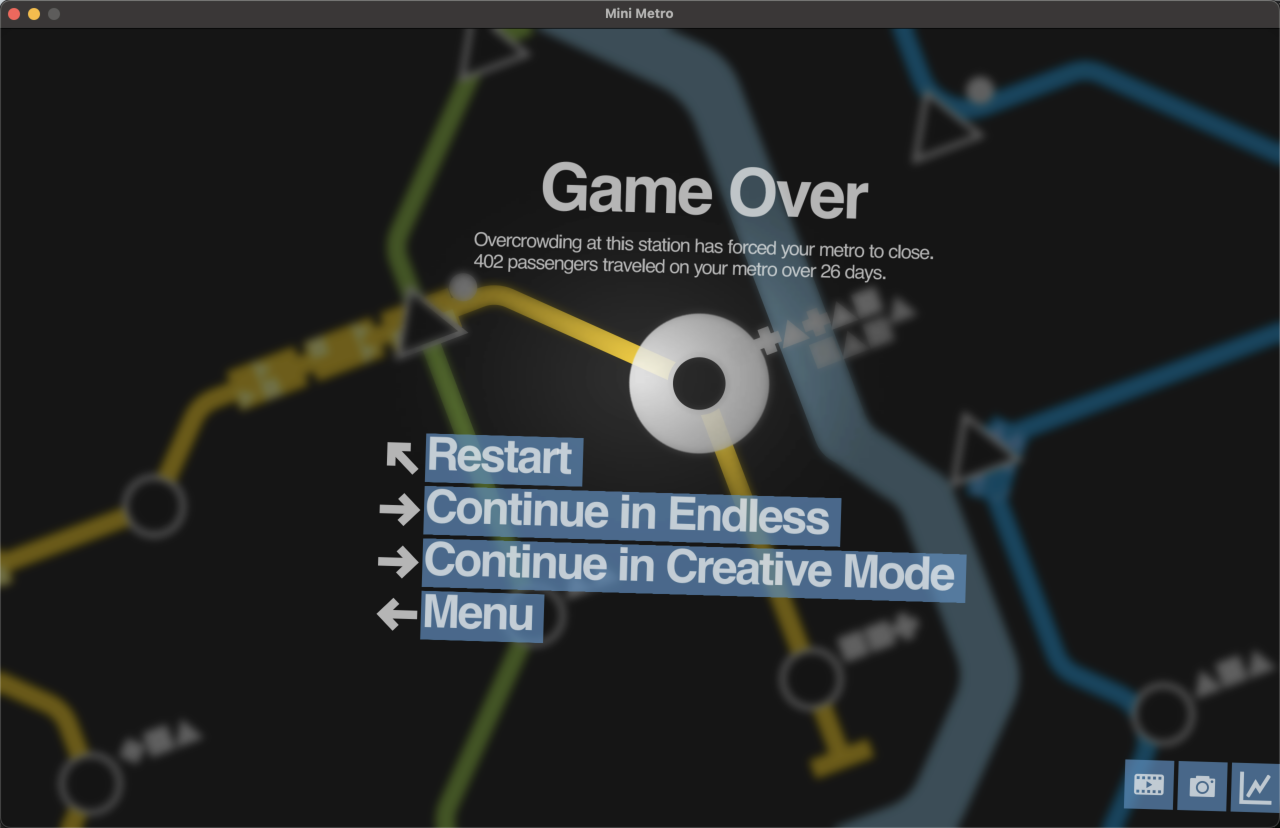 Mini Metro
Game Over
Overcrowding at this station has forced your metro to close.
402 passengers traveled on your metro over 26 days.
Restart
Continue in Endless
Continue in Creative Mode
Menu